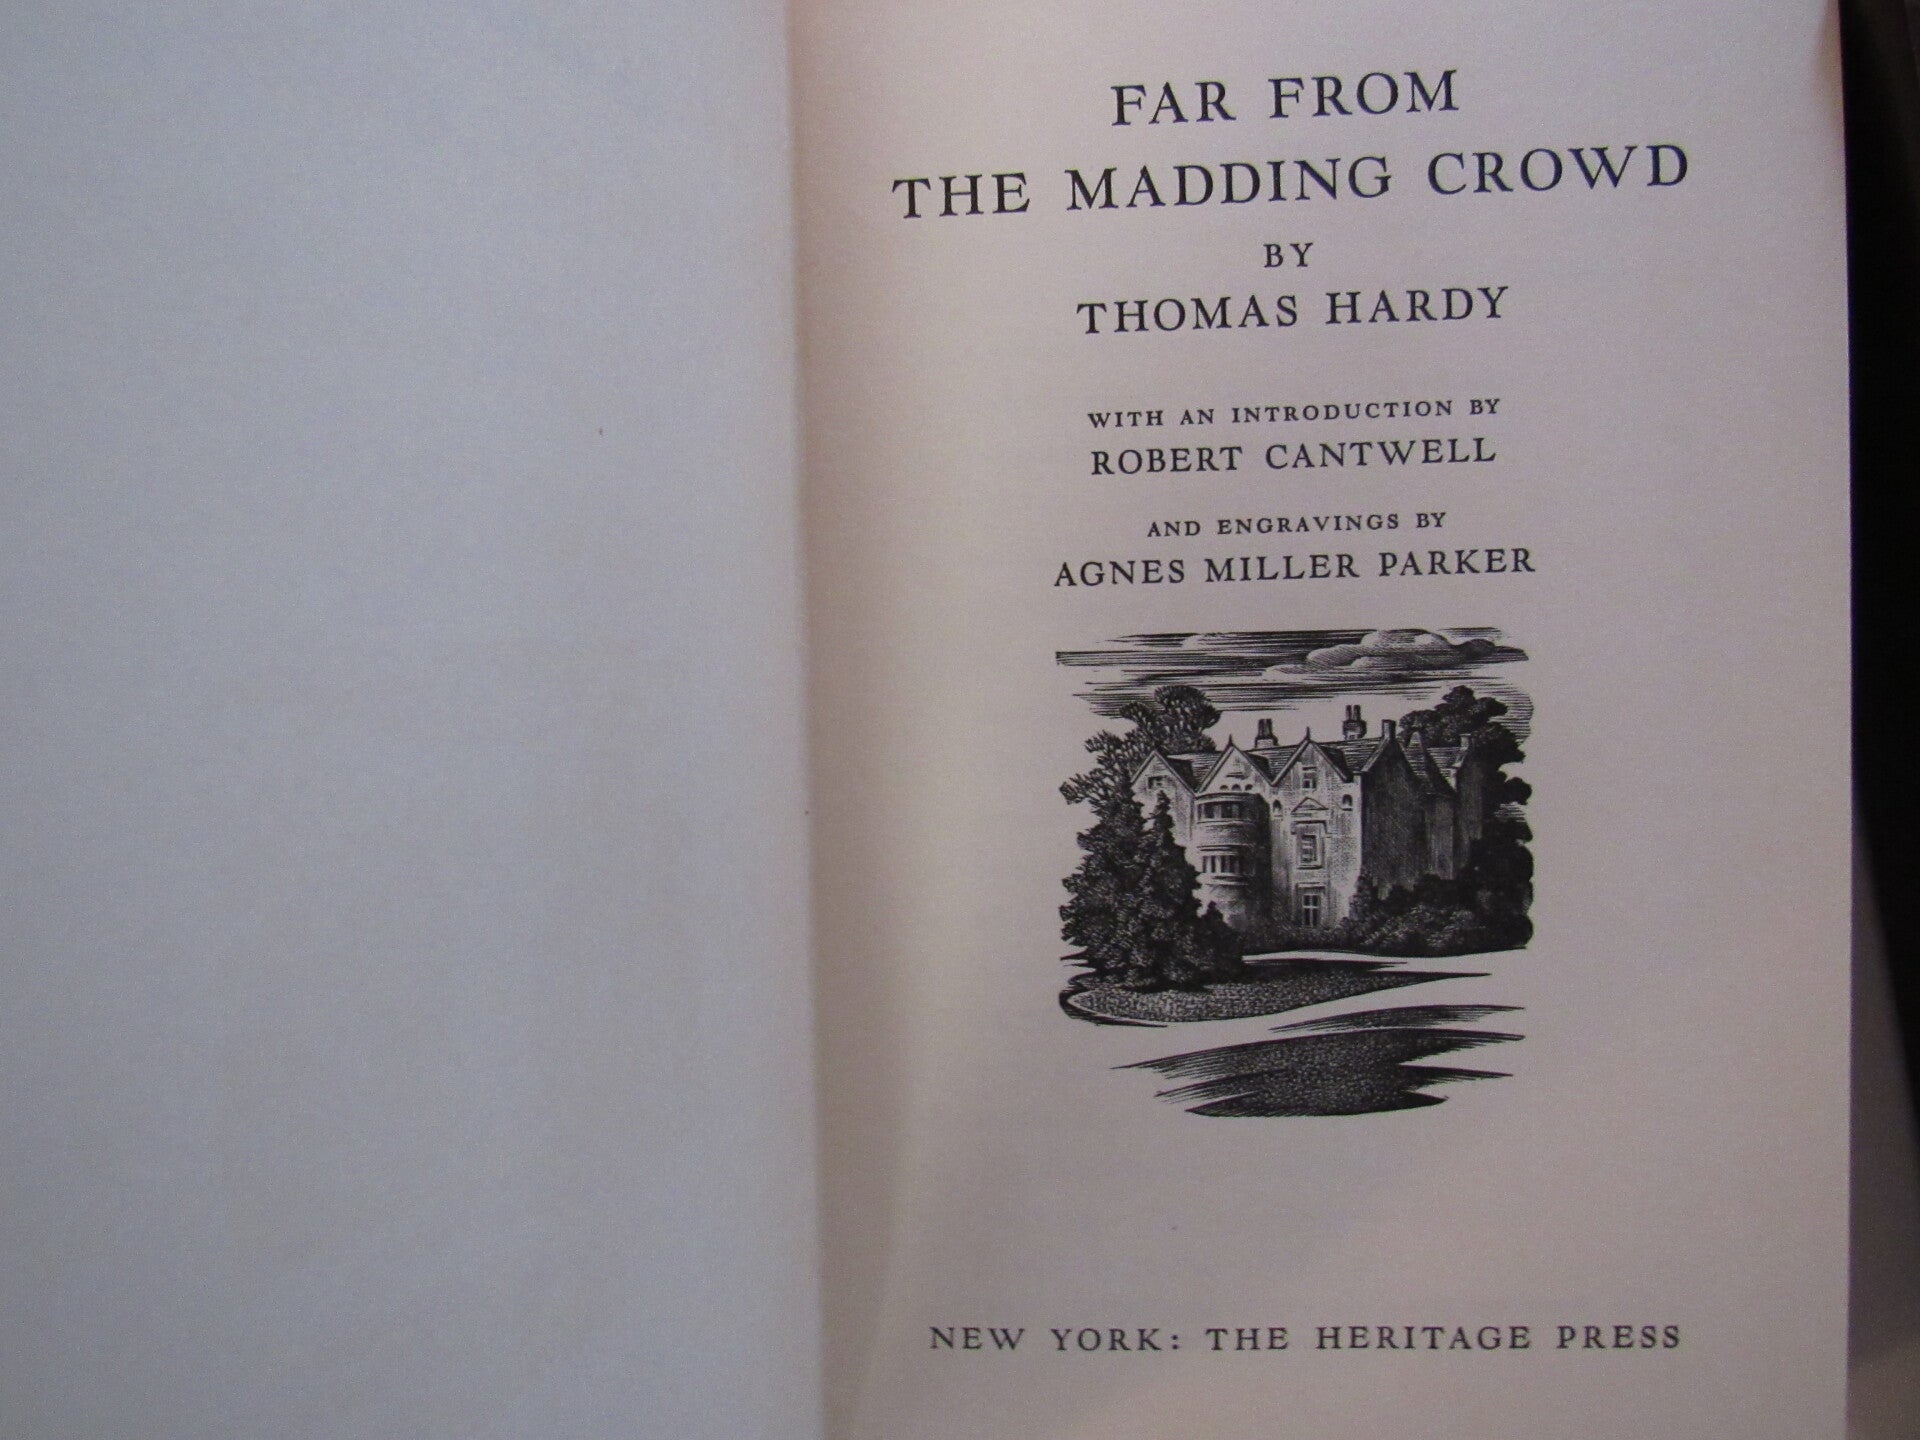 FAR FROM
THE MADDING CROWD
BY
THOMAS HARDY
WITH AN INTRODUCTION BY
ROBERT CANTWELL
AND ENGRAVINGS BY
AGNES MILLER PARKER
NEW YORK: THE HERITAGE PRESS